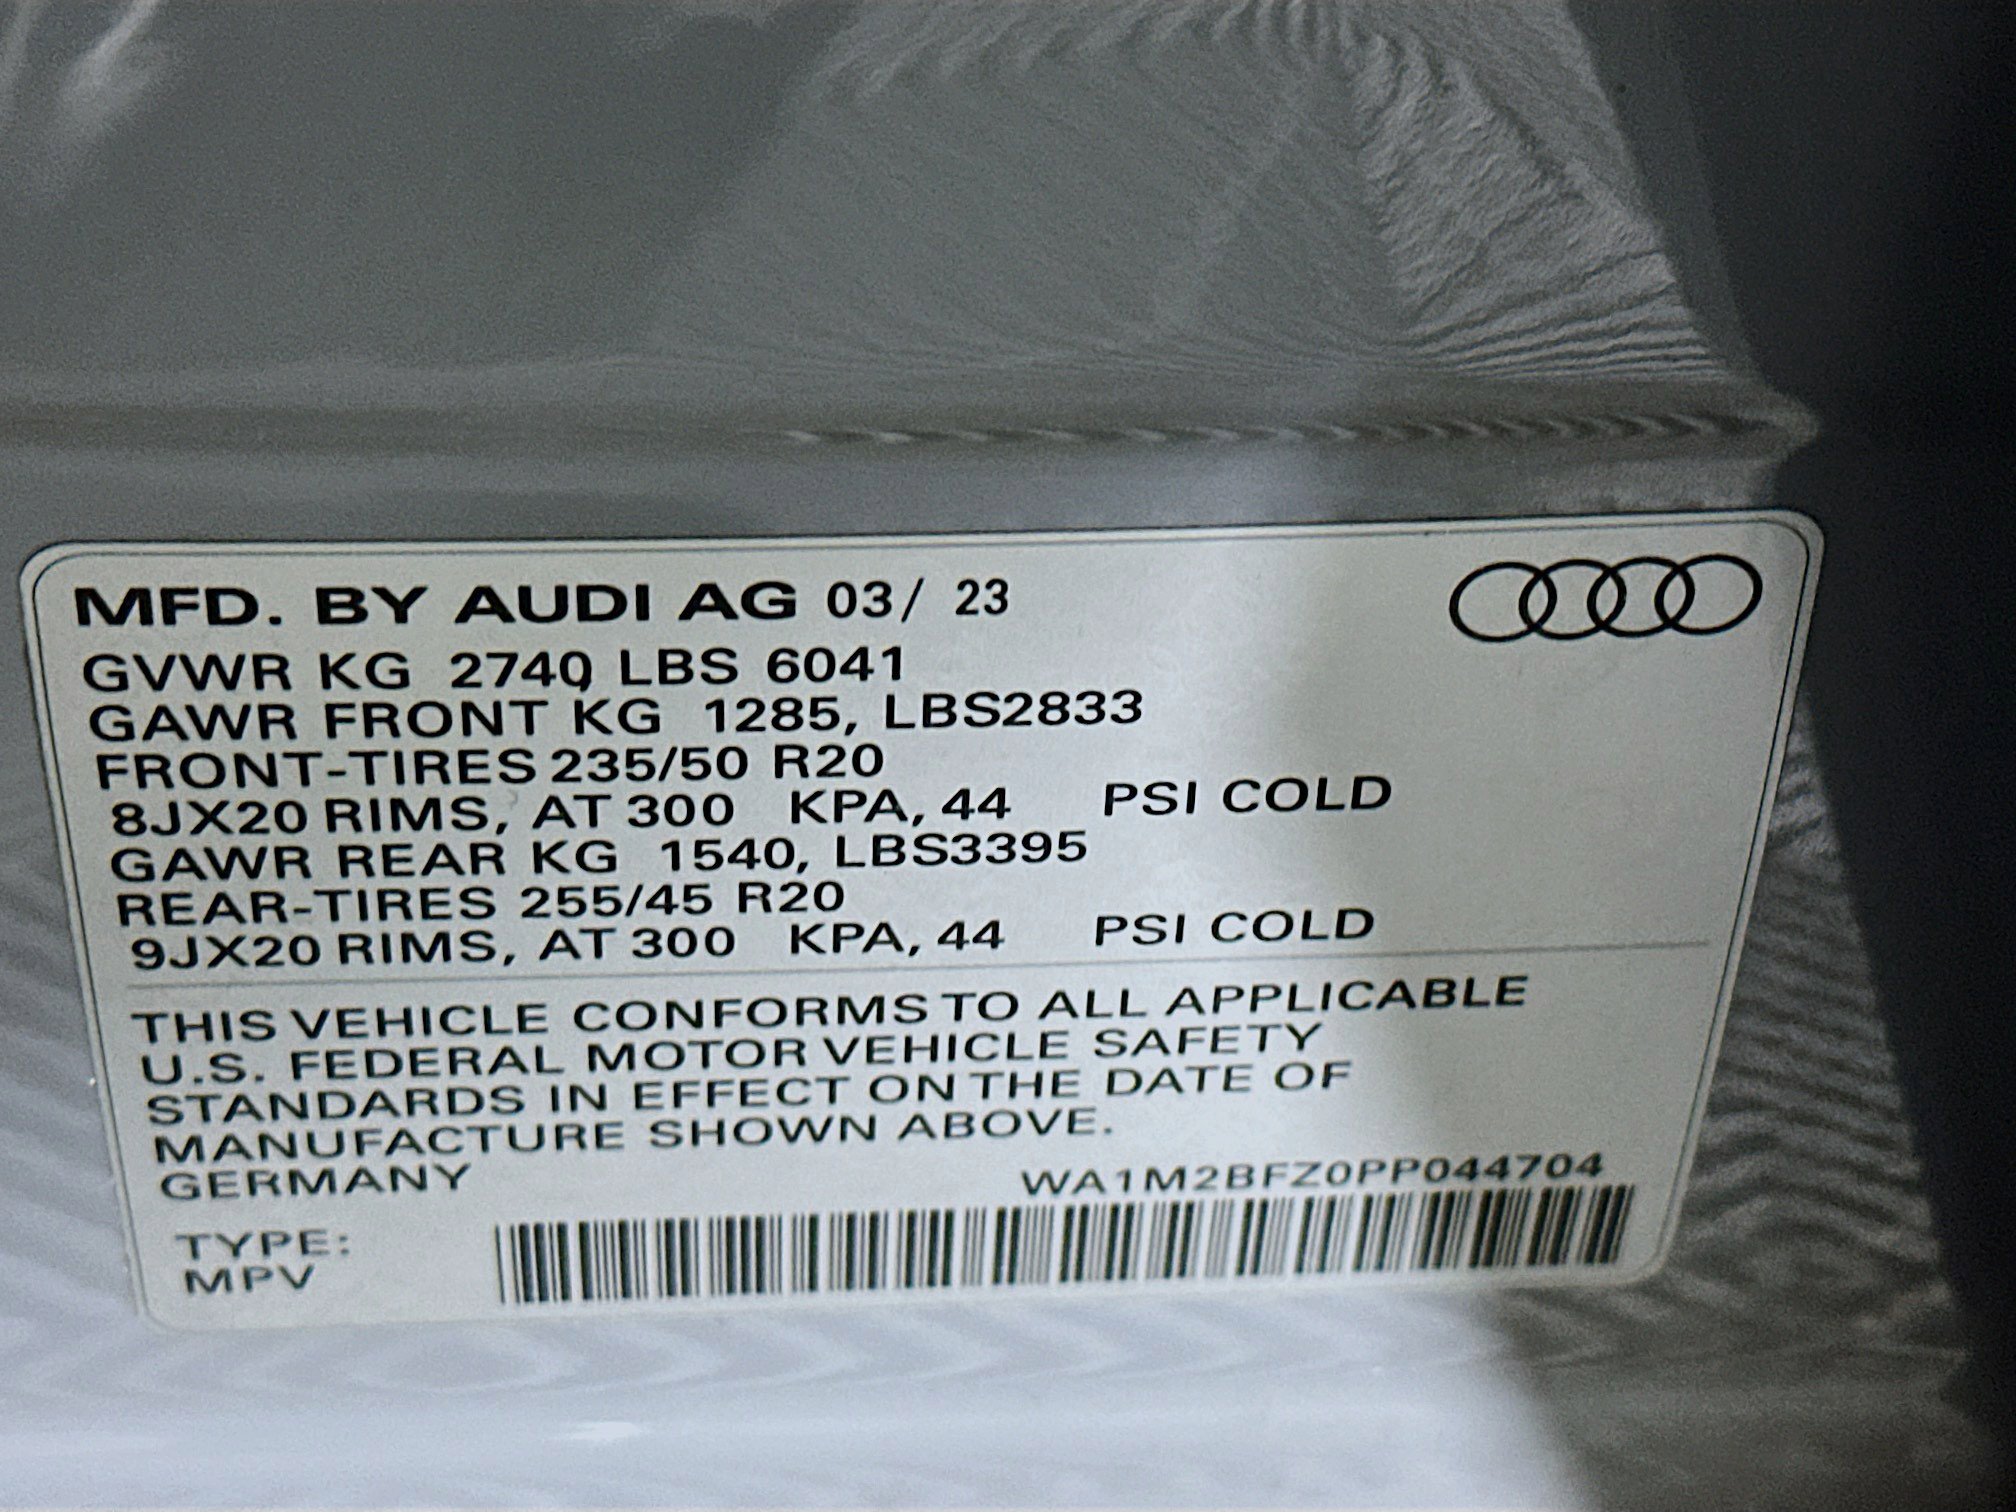 MFD. BY AUDI AG 03/ 23
GVWR KG 2740, LBS 6041
GAWR FRONT KG 1285, LBS2833
FRONT-TIRES 235/50 R20
8JX20 RIMS, AT 300 KPA, 44 PSI COLD
GAWR REAR KG 1540, LBS3395
REAR-TIRES 255/45 R20
9JX20 RIMS, AT 300 KPA, 44 PSI COLD
THIS VEHICLE CONFORMS TO ALL APPLICABLE
U.S. FEDERAL MOTOR VEHICLE SAFETY
STANDARDS IN EFFECT ON THE DATE OF
MANUFACTURE SHOWN ABOVE.
GERMANY WA1M2BFZ0PP044704
TYPE:
MPV